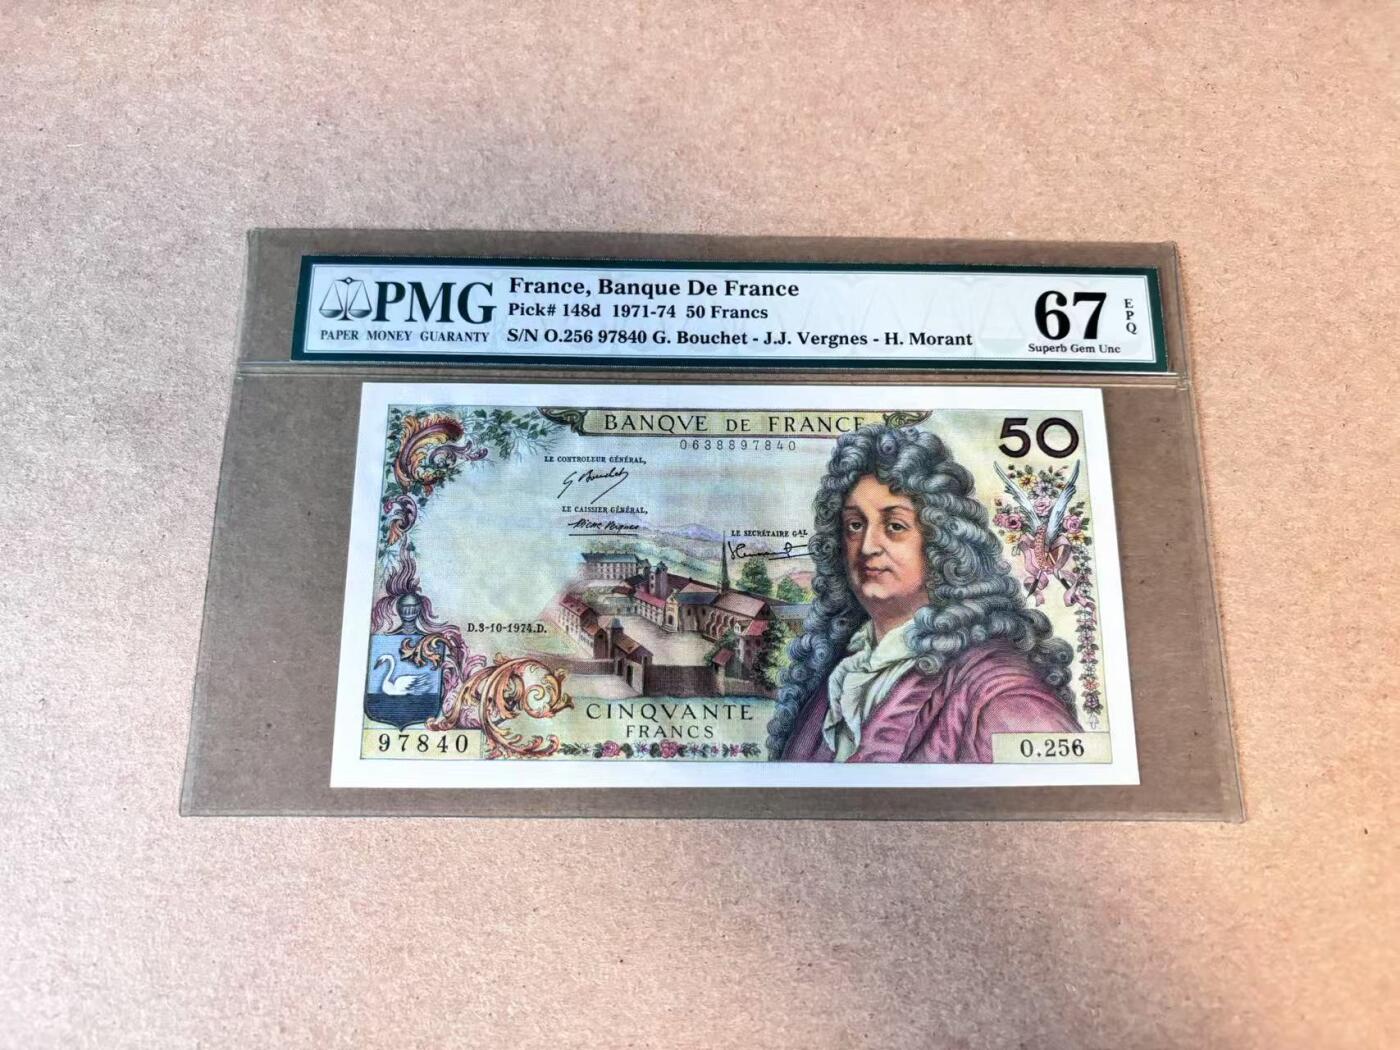 PMG
PAPER MONEY GUARANTY
France, Banque De France
Pick# 148d 1971-74 50 Francs
S/N O.256 97840 G. Bouchet - J.J. Vergnes - H. Morant
67
EPQ
Superb Gem Unc
BANQVE DE FRANCE
0638897840
50
LE CONTROLEUR GÉNÉRAL,
LE CAISSIER GÉNÉRAL,
LE SECRÉTAIRE GAL
D.3-10-1974.D.
CINQVANTE
FRANCS
97840
O.256